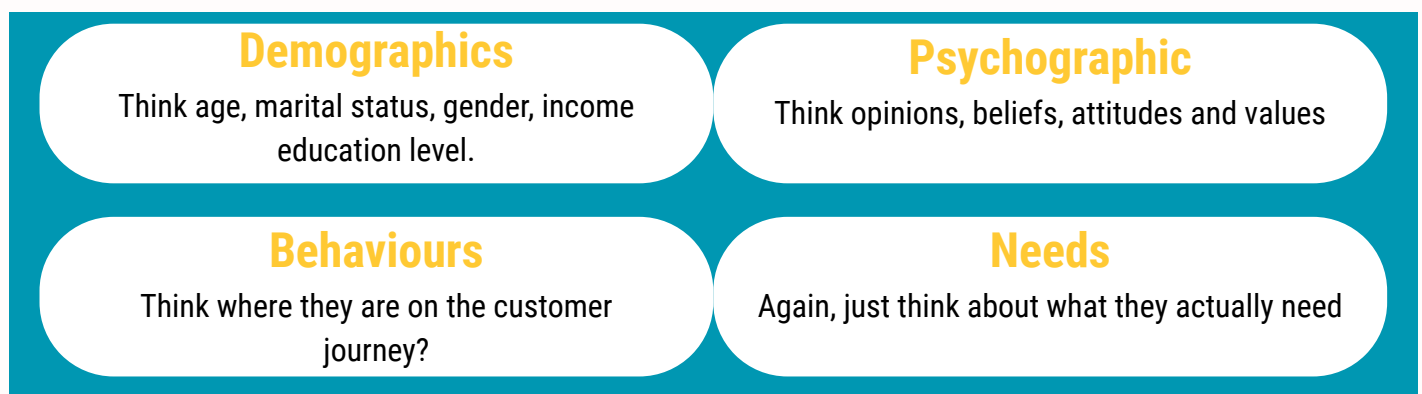 Demographics
Think age, marital status, gender, income
education level.
Psychographic
Think opinions, beliefs, attitudes and values
Behaviours
Think where they are on the customer
journey?
Needs
Again, just think about what they actually need